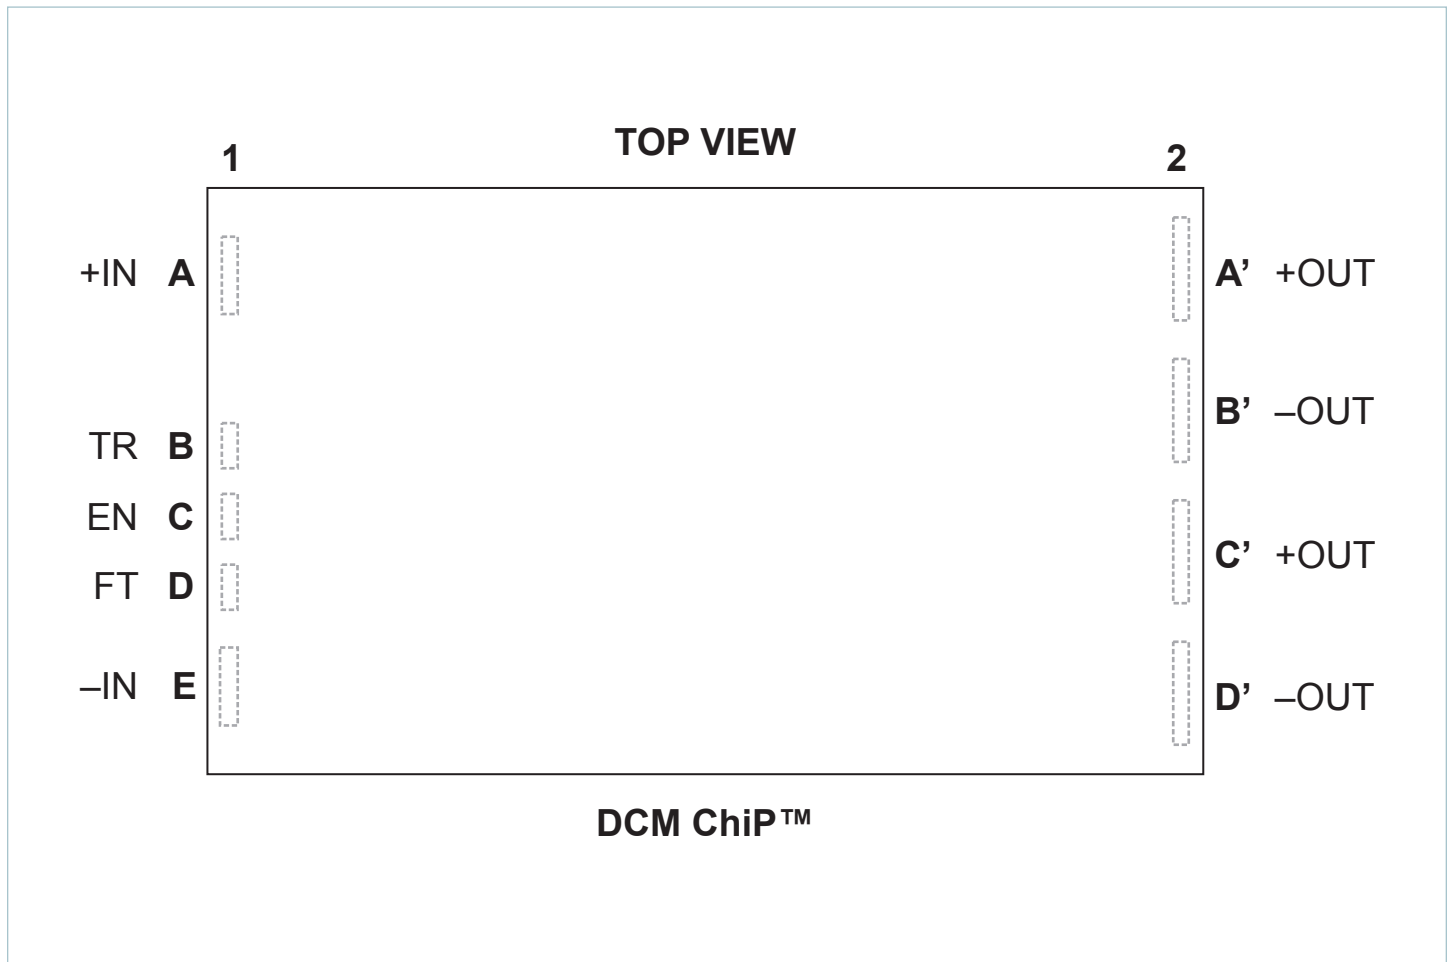 TOP VIEW
1 2
+IN A A’ +OUT
B’ –OUT
TR B
EN C
C’ +OUT
FT D
–IN E
D’ –OUT
DCM ChiP™